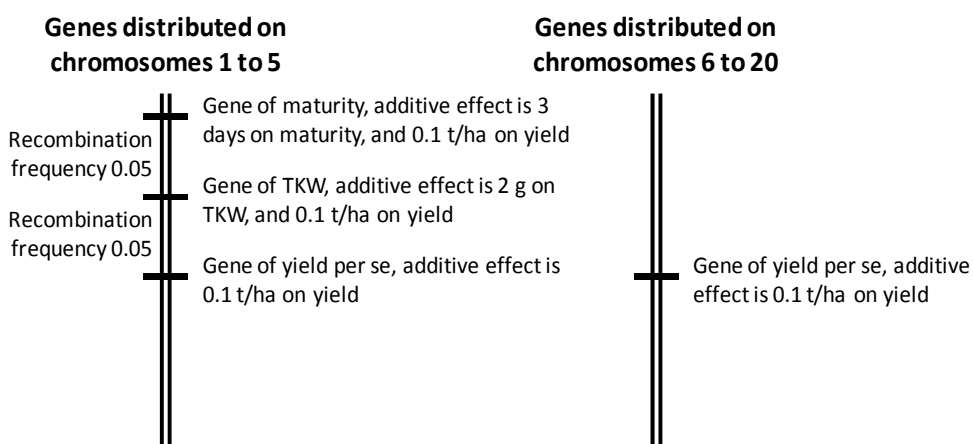 Genes distributed on
chromosomes 1 to 5
Genes distributed on
chromosomes 6 to 20
Gene of maturity, additive effect is 3
days on maturity, and 0.1 t/ha on yield
Recombination
frequency 0.05
Gene of TKW, additive effect is 2 g on
TKW, and 0.1 t/ha on yield
Recombination
frequency 0.05
Gene of yield per se, additive effect is
0.1 t/ha on yield
Gene of yield per se, additive
effect is 0.1 t/ha on yield